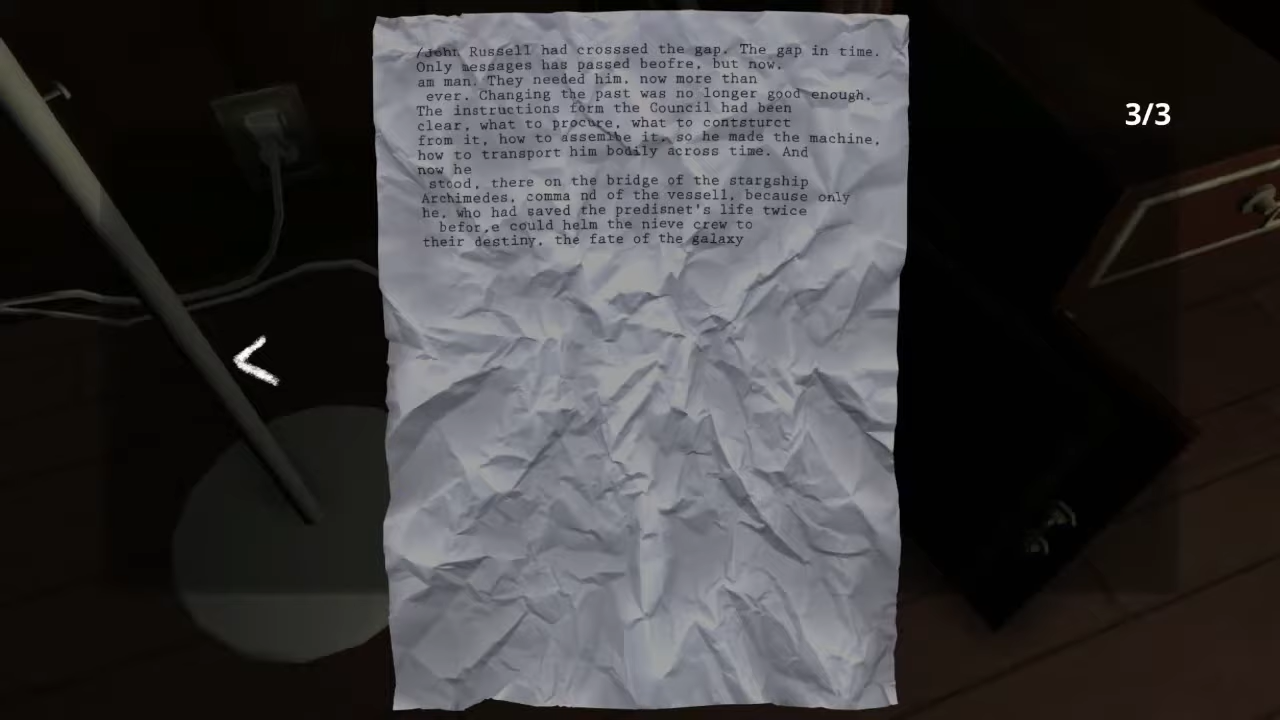 /John Russell had crosssed the gap. The gap in time.
Only messages has passed beofre, but now.
am man. They needed him. now more than
ever. Changing the past was no longer good enough.
The instructions form the Council had been
clear, what to procure, what to contsturct
from it, how to assemlbe it. so he made the machine,
how to transport him bodily across time. And
now he
stood, there on the bridge of the stargship
Archimedes. comma nd of the vessell, because only
he. who had saved the predisnet's life twice
befor,e could helm the nieve crew to
their destiny. the fate of the galaxy
3/3